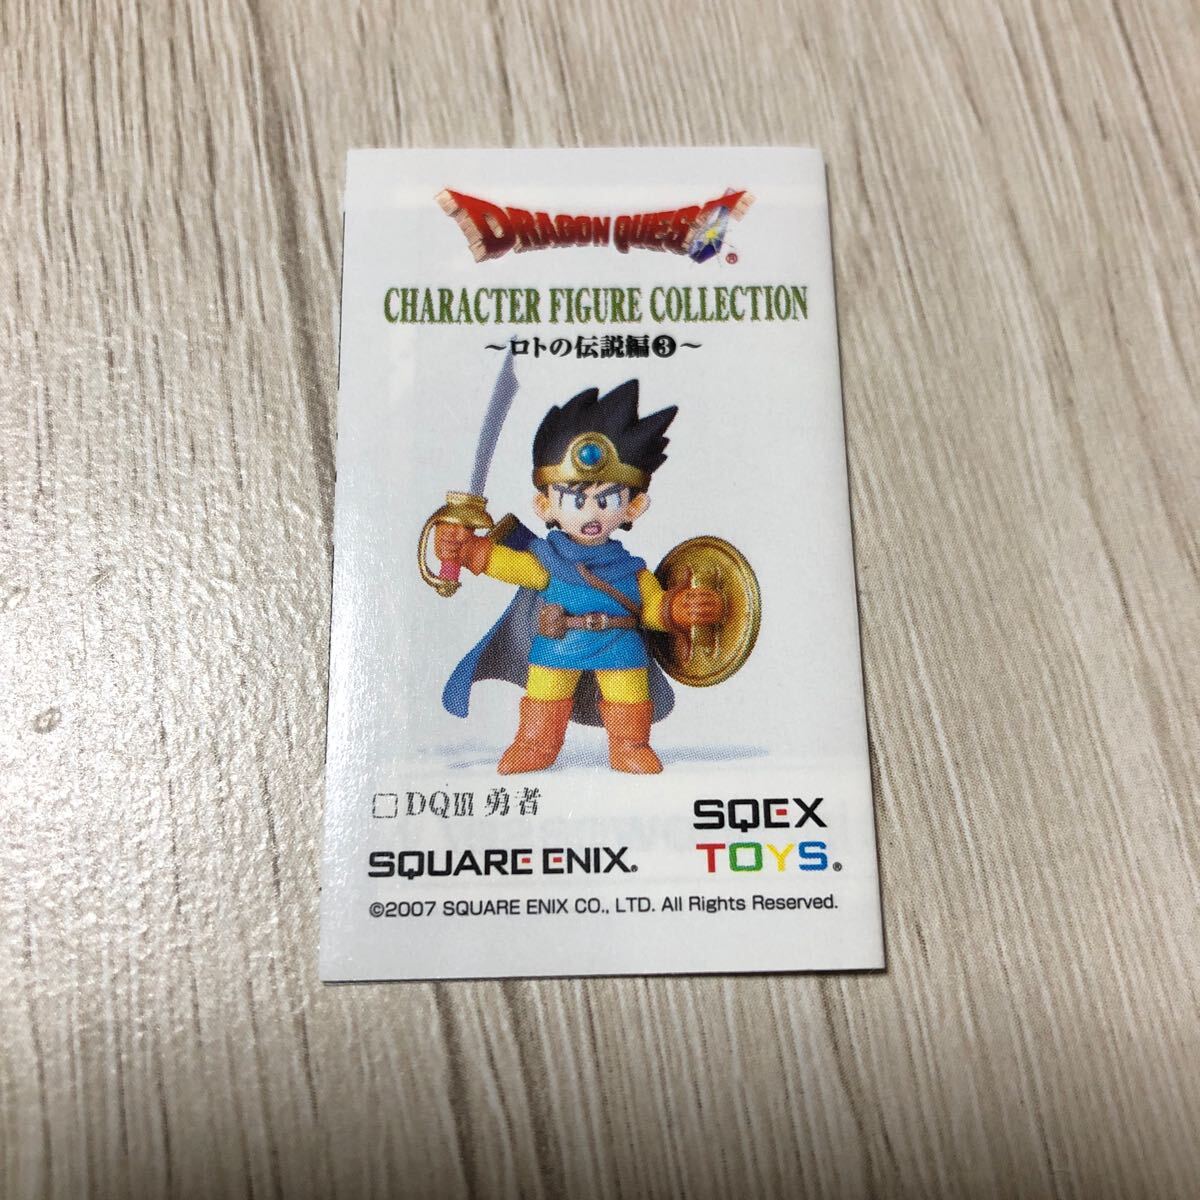 DRAGON QUEST®
CHARACTER FIGURE COLLECTION
～ロトの伝説編❸～
□DQIII 勇者
SQEX
TOYS®
SQUARE ENIX®
©2007 SQUARE ENIX CO., LTD. All Rights Reserved.